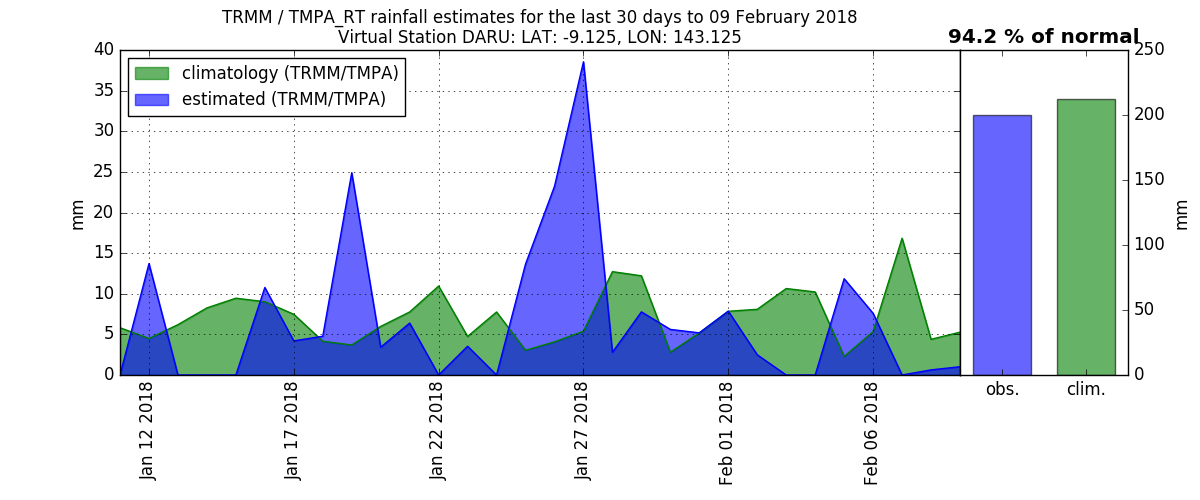 TRMM / TMPA_RT rainfall estimates for the last 30 days to 09 February 2018
Virtual Station DARU: LAT: -9.125, LON: 143.125
94.2 % of normal
climatology (TRMM/TMPA)
estimated (TRMM/TMPA)
40
35
30
25
20
15
10
5
0
mm
Jan 12 2018
Jan 17 2018
Jan 22 2018
Jan 27 2018
Feb 01 2018
Feb 06 2018
250
200
150
100
50
0
mm
obs.
clim.